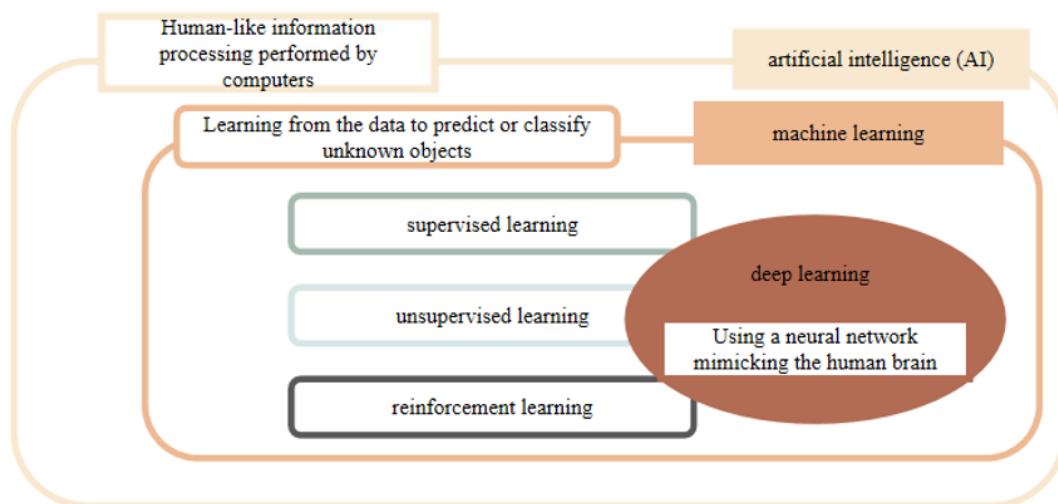 Human-like information
processing performed by
computers
artificial intelligence (AI)
Learning from the data to predict or classify
unknown objects
machine learning
supervised learning
deep learning
unsupervised learning
Using a neural network
mimicking the human brain
reinforcement learning